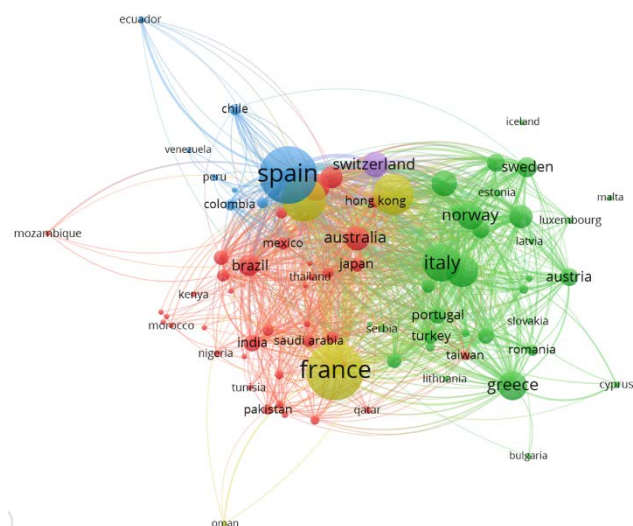 ecuador
chile
iceland
venezuela
switzerland
sweden
spain
peru
estonia
malta
hong kong
colombia
norway
luxembourg
mozambique
australia
latvia
mexico
italy
brazil
japan
austria
thailand
kenya
portugal
morocco
serbia
slovakia
turkey
india
saudi arabia
nigeria
taiwan
romania
france
lithuania
greece
cyprus
tunisia
pakistan
qatar
bulgaria
oman